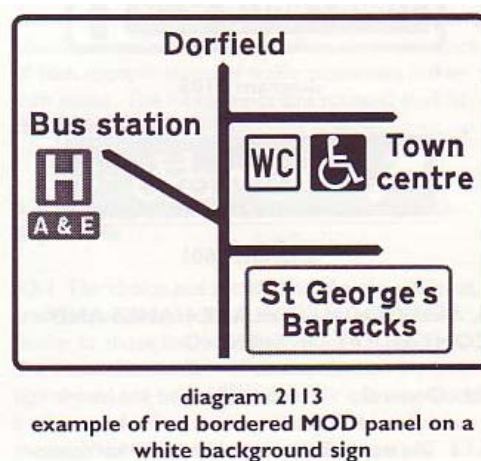 Dorfield
Bus station
H
A & E
WC
Town
centre
St George's
Barracks
diagram 2113
example of red bordered MOD panel on a
white background sign